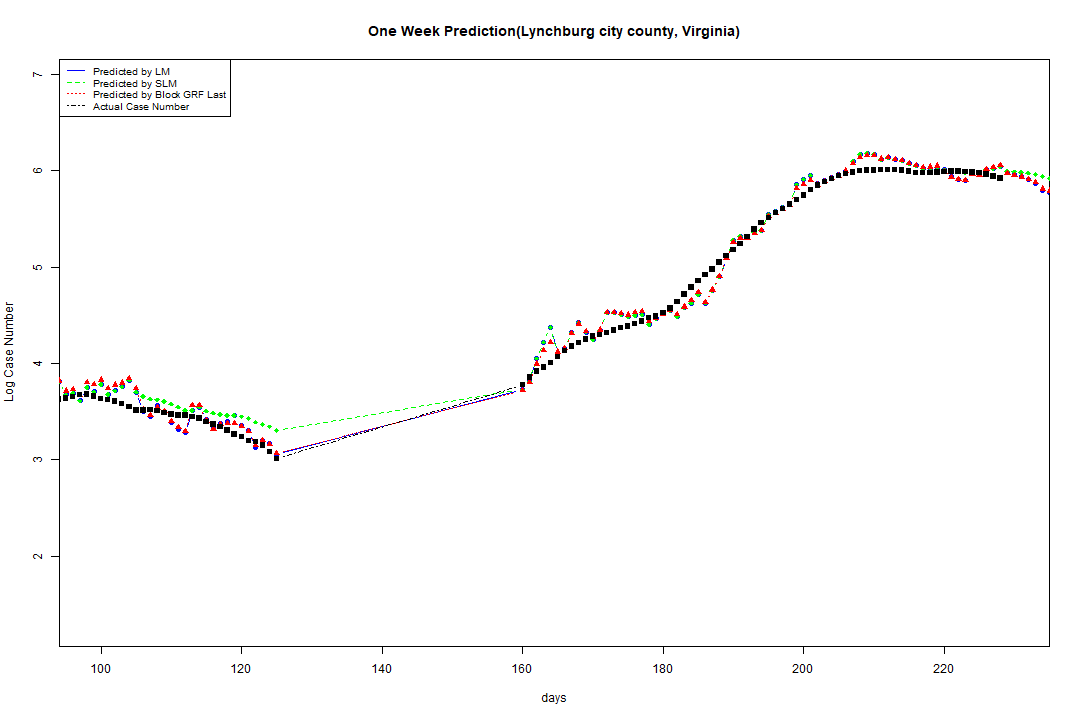 One Week Prediction(Lynchburg city county, Virginia)
Predicted by LM
Predicted by SLM
Predicted by Block GRF Last
Actual Case Number
7
6
5
4
3
2
Log Case Number
100 120 140 160 180 200 220
days